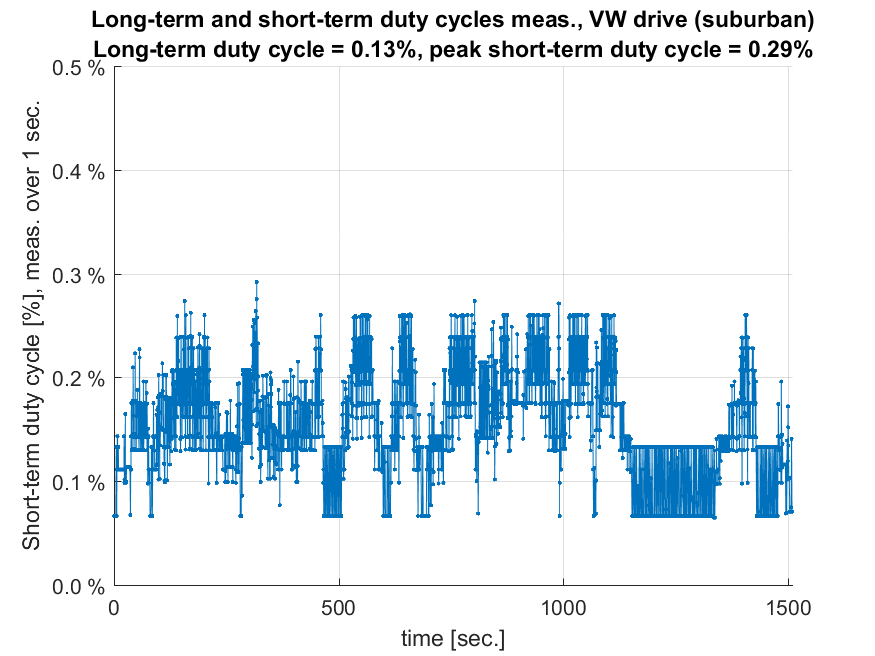 Long-term and short-term duty cycles meas., VW drive (suburban)
Long-term duty cycle = 0.13%, peak short-term duty cycle = 0.29%
Short-term duty cycle [%], meas. over 1 sec.
0.5 %
0.4 %
0.3 %
0.2 %
0.1 %
0.0 %
0
500
1000
1500
time [sec.]